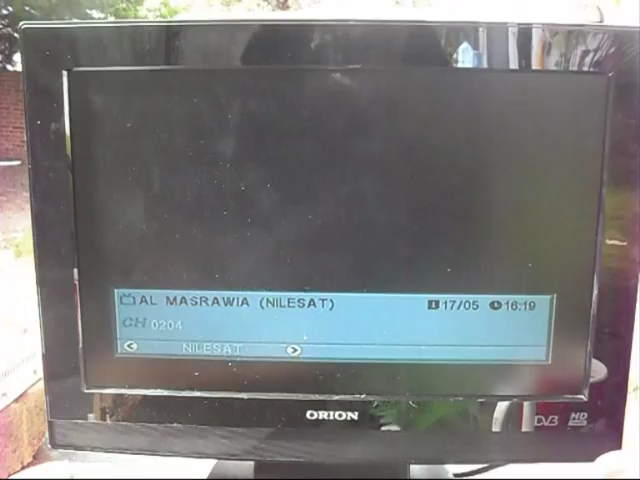 AL MASRAWIA (NILESAT) 17/05 16:19
CH 0204
NILESAT
ORION
DVB HD